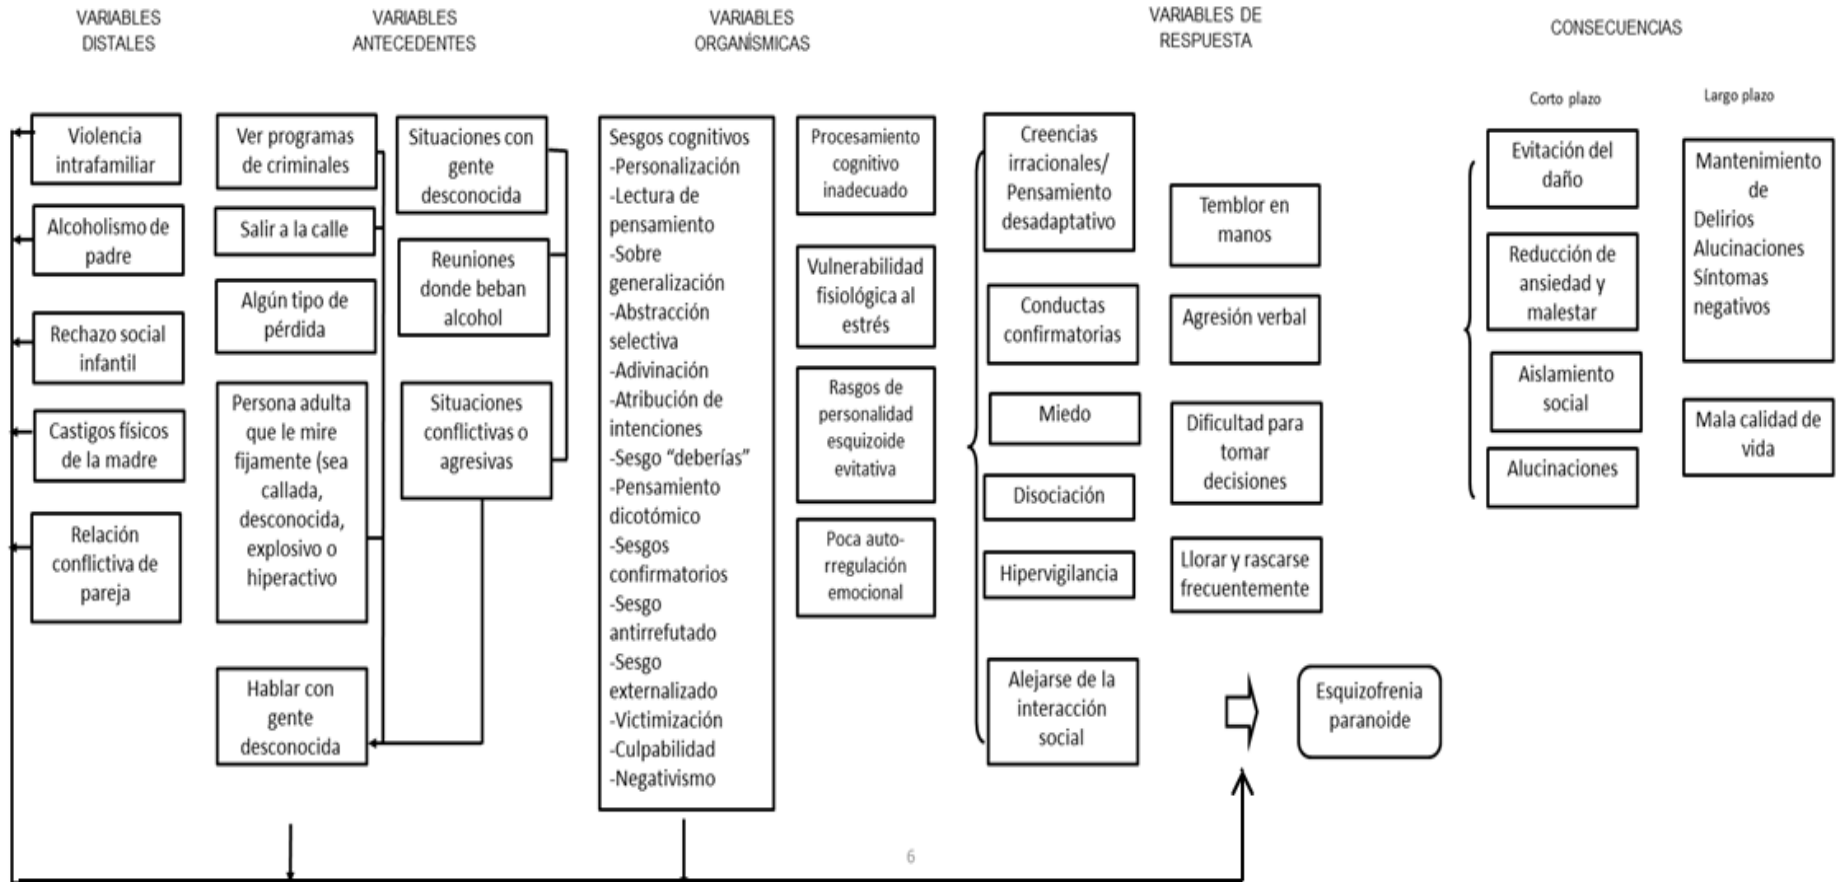 VARIABLES
DISTALES
VARIABLES
ANTECEDENTES
VARIABLES
ORGANÍSMICAS
VARIABLES DE
RESPUESTA
CONSECUENCIAS
Corto plazo
Largo plazo
Violencia
intrafamiliar
Alcoholismo de
padre
Rechazo social
infantil
Castigos físicos
de la madre
Relación
conflictiva de
pareja
Ver programas
de criminales
Salir a la calle
Algún tipo de
pérdida
Persona adulta
que le mire
fijamente (sea
callada,
desconocida,
explosivo o
hiperactivo
Hablar con
gente
desconocida
Situaciones con
gente
desconocida
Reuniones
donde beban
alcohol
Situaciones
conflictivas o
agresivas
Sesgos cognitivos
-Personalización
-Lectura de
pensamiento
-Sobre
generalización
-Abstracción
selectiva
-Adivinación
-Atribución de
intenciones
-Sesgo “deberías”
-Pensamiento
dicotómico
-Sesgos
confirmatorios
-Sesgo
antirrefutado
-Sesgo
externalizado
-Victimización
-Culpabilidad
-Negativismo
Procesamiento
cognitivo
inadecuado
Vulnerabilidad
fisiológica al
estrés
Rasgos de
personalidad
esquizoide
evitativa
Poca auto-
rregulación
emocional
Creencias
irracionales/
Pensamiento
desadaptativo
Conductas
confirmatorias
Miedo
Disociación
Hipervigilancia
Alejarse de la
interacción
social
Temblor en
manos
Agresión verbal
Dificultad para
tomar
decisiones
Llorar y rascarse
frecuentemente
Esquizofrenia
paranoide
Evitación del
daño
Reducción de
ansiedad y
malestar
Aislamiento
social
Alucinaciones
Mantenimiento
de
Delirios
Alucinaciones
Síntomas
negativos
Mala calidad de
vida
6